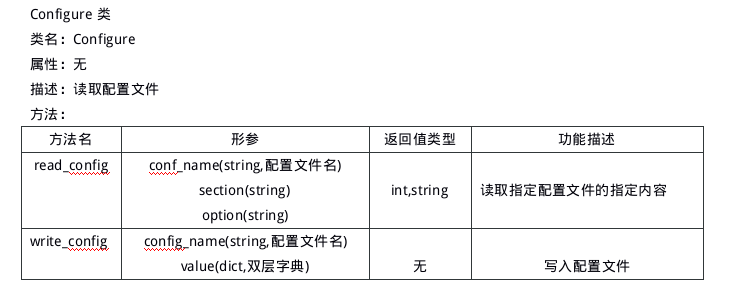 Configure 类
类名：Configure
属性：无
描述：读取配置文件
方法：
方法名 形参 返回值类型 功能描述
read_config conf_name(string,配置文件名)
section(string) int,string 读取指定配置文件的指定内容
option(string)
write_config config_name(string,配置文件名)
value(dict,双层字典) 无 写入配置文件